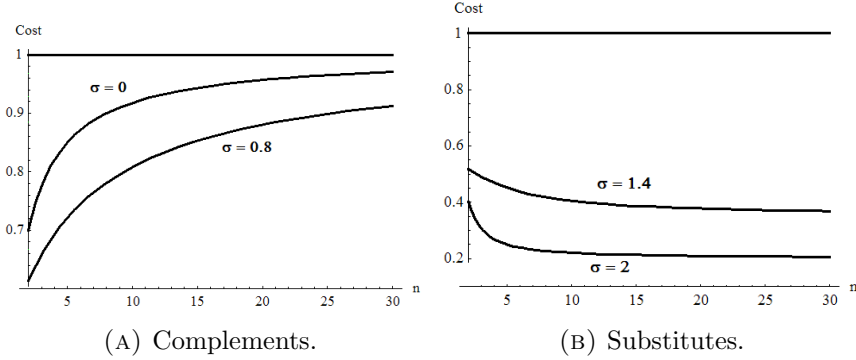 Cost
1
σ = 0
0.9
0.8
σ = 0.8
0.7
5 10 15 20 25 30 n
(A) Complements.
Cost
1
0.8
0.6
σ = 1.4
0.4
0.2
σ = 2
5 10 15 20 25 30 n
(B) Substitutes.